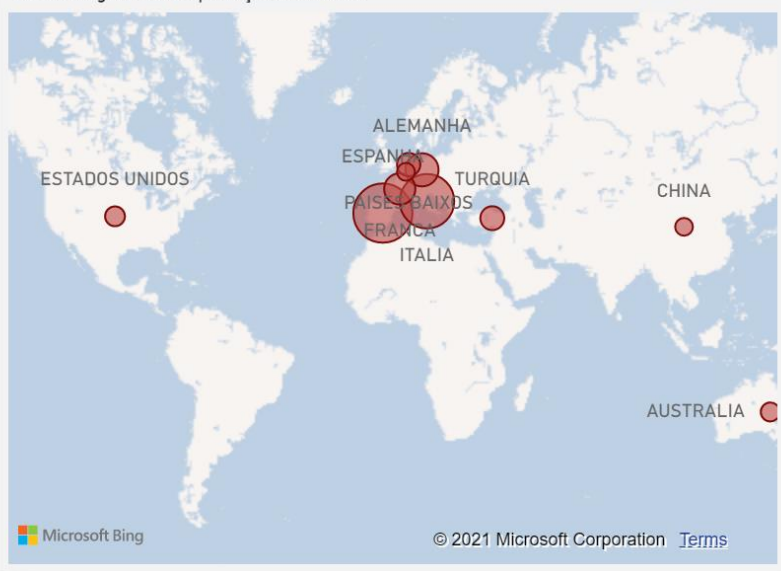 ALEMANHA
ESPANHA
ESTADOS UNIDOS
TURQUIA
CHINA
PAISES BAIXOS
FRANCA
ITALIA
AUSTRALIA
Microsoft Bing
© 2021 Microsoft Corporation Terms